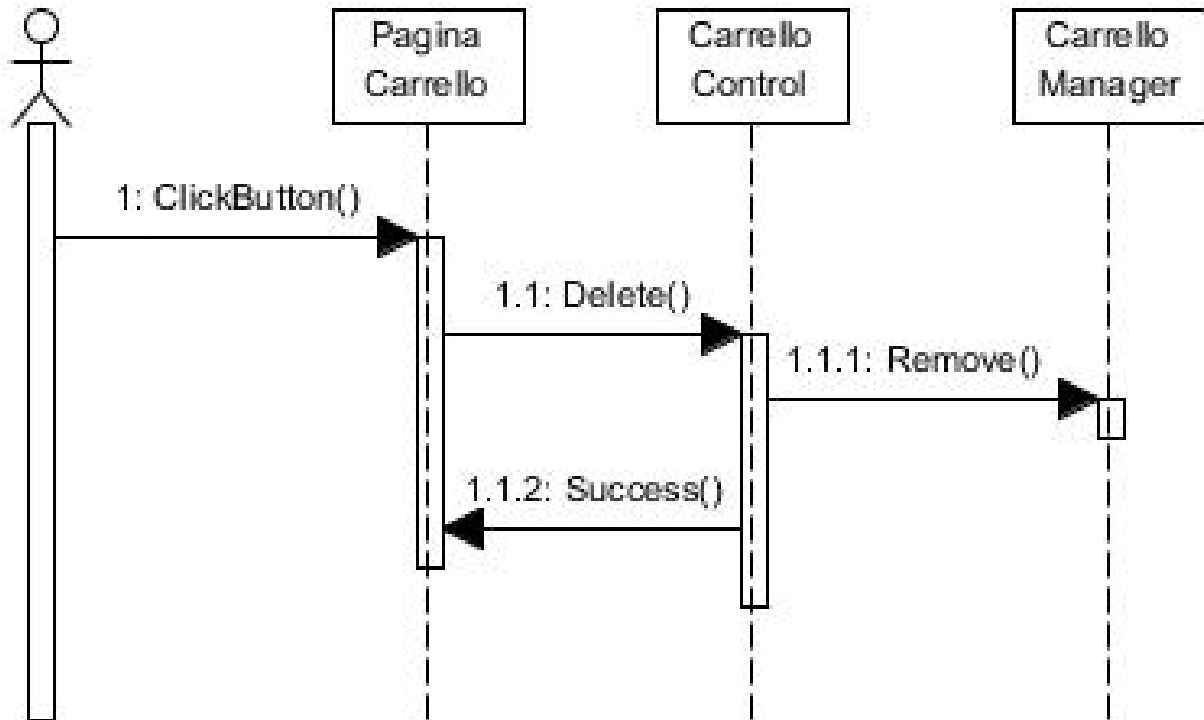 Pagina
Carrello
Carrello
Control
Carrello
Manager
1: ClickButton()
1.1: Delete()
1.1.1: Remove()
1.1.2: Success()